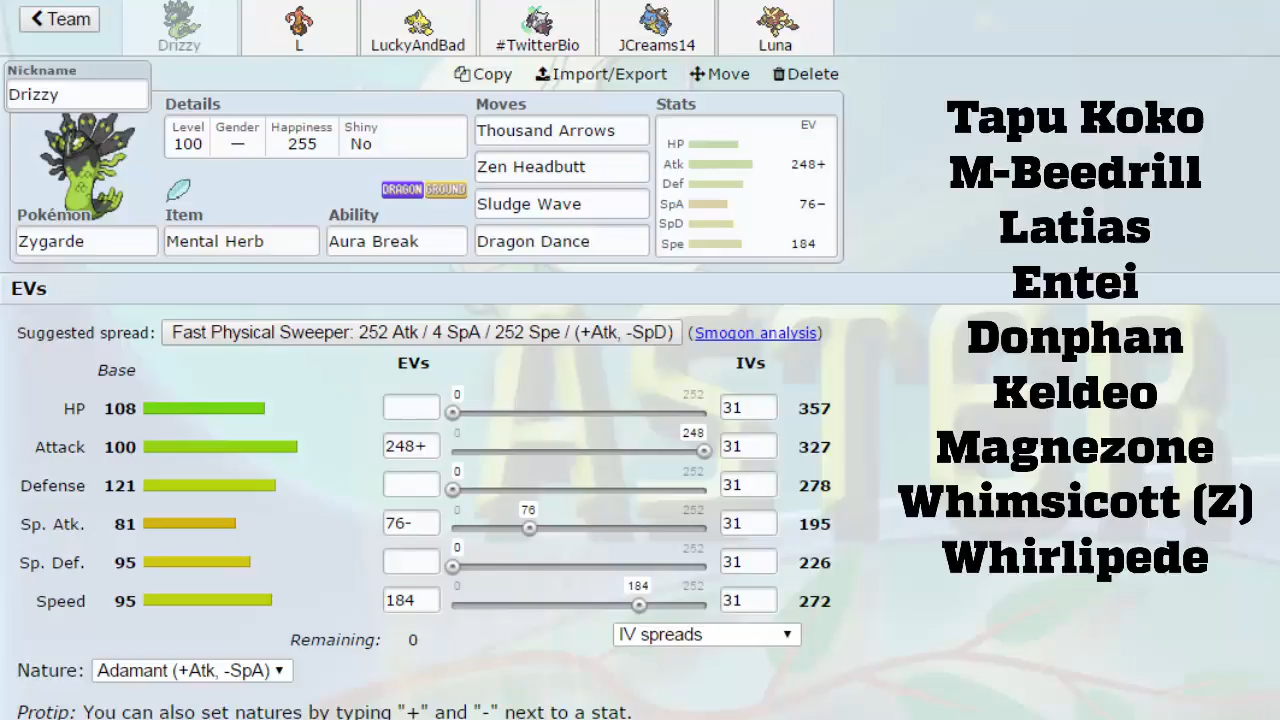 Team
Drizzy
L
LuckyAndBad
#TwitterBio
JCreams14
Luna
Nickname
Drizzy
Copy
Import/Export
Move
Delete
Details
Level
100
Gender
—
Happiness
255
Shiny
No
DRAGON GROUND
Pokémon
Zygarde
Item
Mental Herb
Ability
Aura Break
Moves
Thousand Arrows
Zen Headbutt
Sludge Wave
Dragon Dance
Stats
EV
HP
Atk 248+
Def
SpA 76−
SpD
Spe 184
EVs
Suggested spread: Fast Physical Sweeper: 252 Atk / 4 SpA / 252 Spe / (+Atk, -SpD) (Smogon analysis)
Base EVs IVs
HP 108 0 252 31 357
Attack 100 248+ 0 248 31 327
Defense 121 0 252 31 278
Sp. Atk. 81 76- 0 76 252 31 195
Sp. Def. 95 0 252 31 226
Speed 95 184 0 184 252 31 272
Remaining: 0
IV spreads
Nature: Adamant (+Atk, -SpA)
Protip: You can also set natures by typing "+" and "-" next to a stat.
Tapu Koko
M-Beedrill
Latias
Entei
Donphan
Keldeo
Magnezone
Whimsicott (Z)
Whirlipede